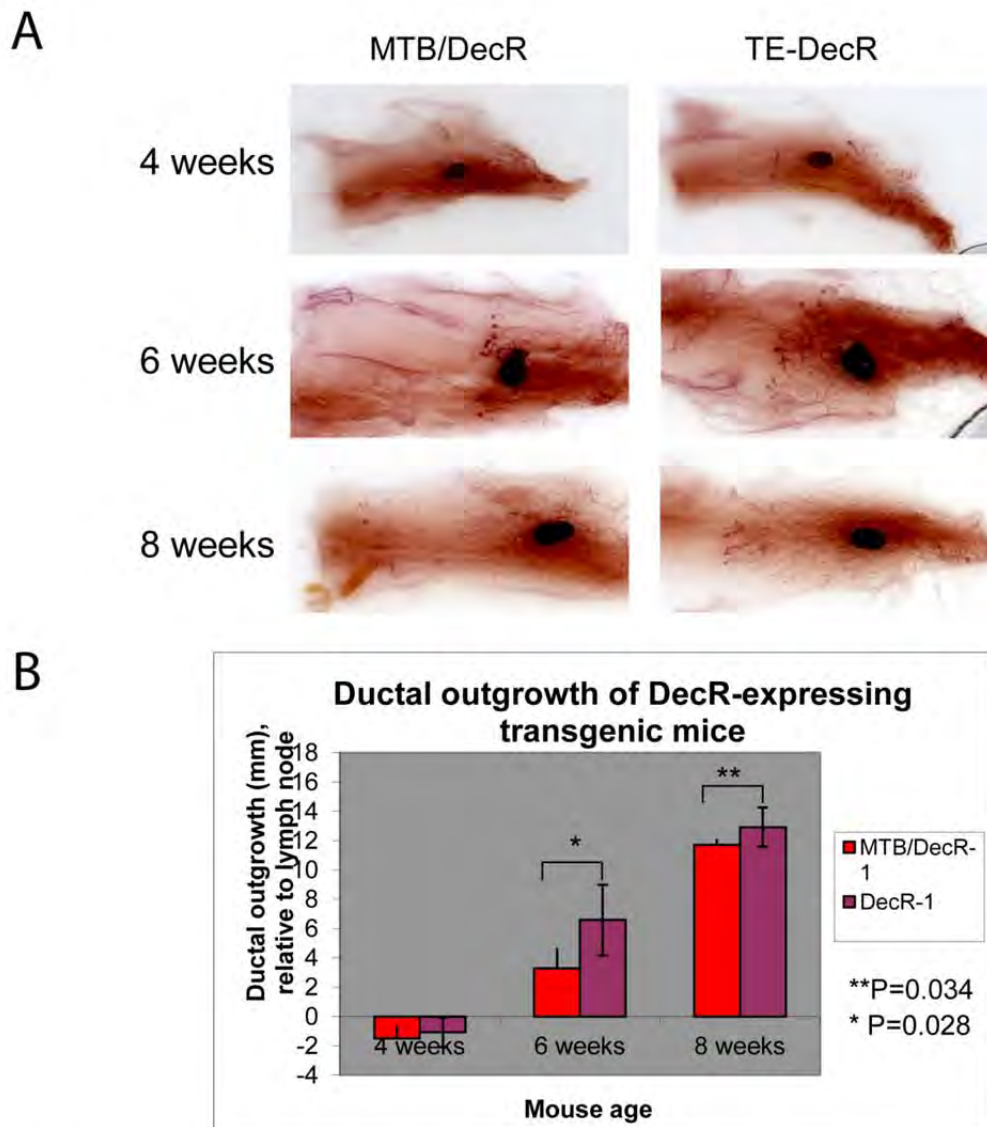 A
MTB/DecR
TE-DecR
4 weeks
6 weeks
8 weeks
B
Ductal outgrowth of DecR-expressing
transgenic mice
Ductal outgrowth (mm),
relative to lymph node
18
16
14
12
10
8
6
4
2
0
-2
-4
*
**
4 weeks
6 weeks
8 weeks
Mouse age
MTB/DecR-
1
DecR-1
**P=0.034
* P=0.028